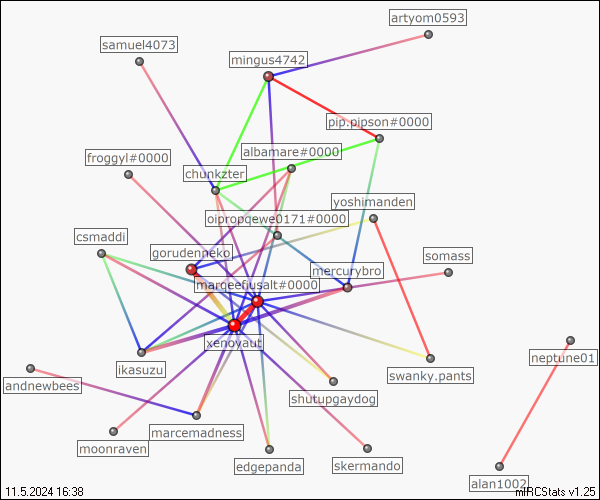 artyom0593
samuel4073
mingus4742
pip.pipson#0000
froggyl#0000
albamare#0000
chunkzter
yoshimanden
oipropqewe0171#0000
csmaddi
gorudenneko
somass
mercurybro
marqeefjusalt#0000
xenoyaut
neptune01
ikasuzu
swanky.pants
andnewbees
shutupgaydog
marcemadness
moonraven
edgepanda
skermando
alan1002
11.5.2024 16:38
mIRCStats v1.25